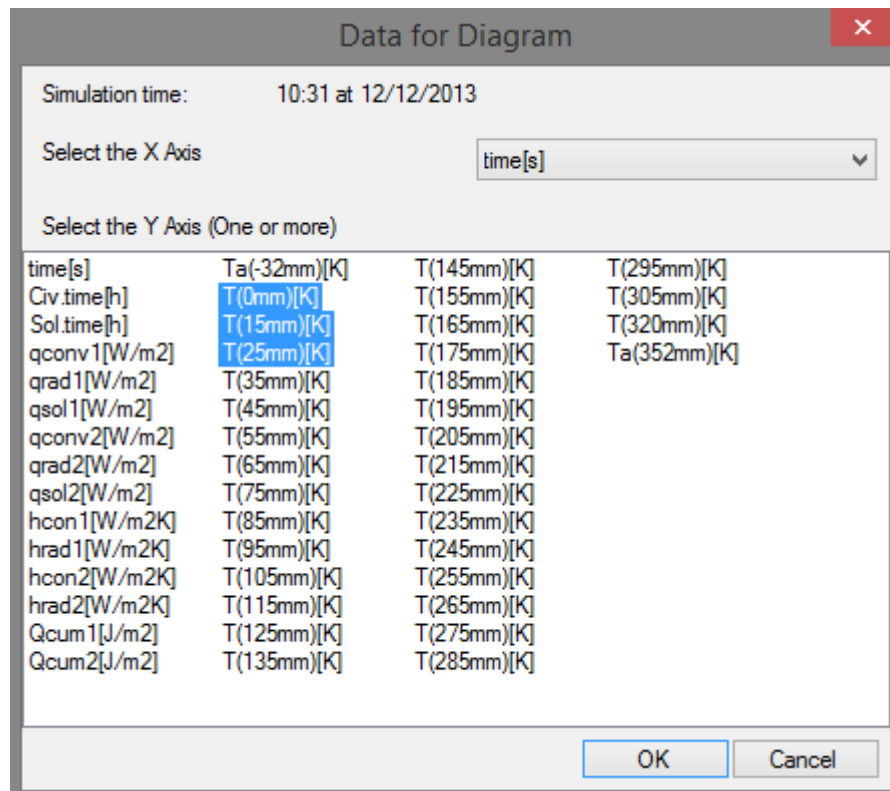 Data for Diagram
Simulation time: 10:31 at 12/12/2013
Select the X Axis time[s]
Select the Y Axis (One or more)
time[s] Ta(-32mm)[K] T(145mm)[K] T(295mm)[K]
Civ.time[h] T(0mm)[K] T(155mm)[K] T(305mm)[K]
Sol.time[h] T(15mm)[K] T(165mm)[K] T(320mm)[K]
qconv1[W/m2] T(25mm)[K] T(175mm)[K] Ta(352mm)[K]
qrad1[W/m2] T(35mm)[K] T(185mm)[K]
qsol1[W/m2] T(45mm)[K] T(195mm)[K]
qconv2[W/m2] T(55mm)[K] T(205mm)[K]
qrad2[W/m2] T(65mm)[K] T(215mm)[K]
qsol2[W/m2] T(75mm)[K] T(225mm)[K]
hcon1[W/m2K] T(85mm)[K] T(235mm)[K]
hrad1[W/m2K] T(95mm)[K] T(245mm)[K]
hcon2[W/m2K] T(105mm)[K] T(255mm)[K]
hrad2[W/m2K] T(115mm)[K] T(265mm)[K]
Qcum1[J/m2] T(125mm)[K] T(275mm)[K]
Qcum2[J/m2] T(135mm)[K] T(285mm)[K]
OK Cancel